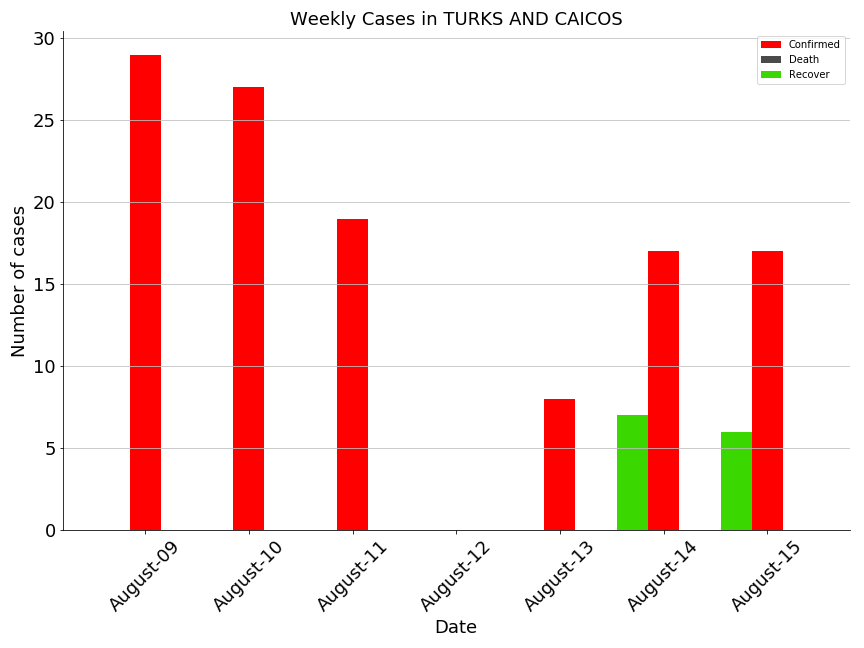 Weekly Cases in TURKS AND CAICOS
Confirmed
Death
Recover
Number of cases
30
25
20
15
10
5
0
August-09
August-10
August-11
August-12
August-13
August-14
August-15
Date